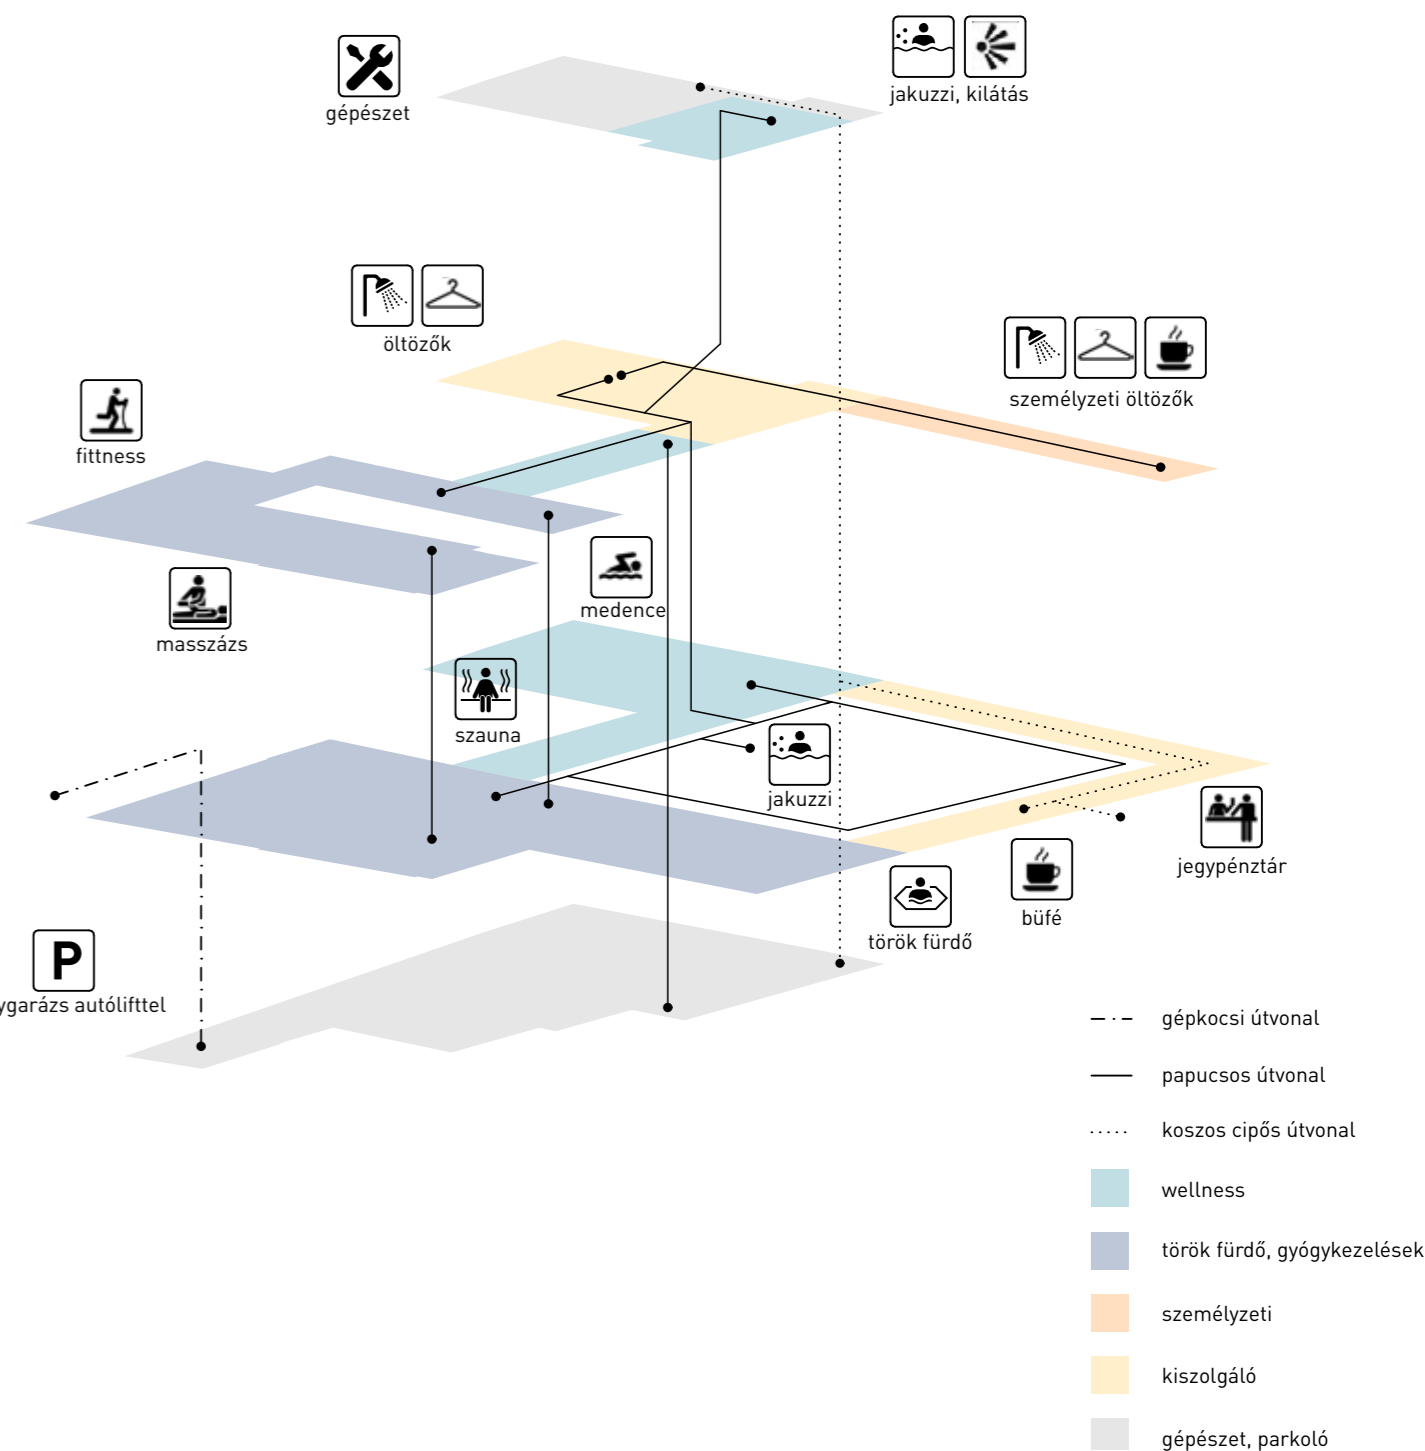 gépészet
jakuzzi, kilátás
öltözők
személyzeti öltözők
fittness
masszázs
medence
szauna
jakuzzi
jegypénztár
büfé
török fürdő
P
ygarázs autólifttel
gépkocsi útvonal
papucsos útvonal
koszos cipős útvonal
wellness
török fürdő, gyógykezelések
személyzeti
kiszolgáló
gépészet, parkoló